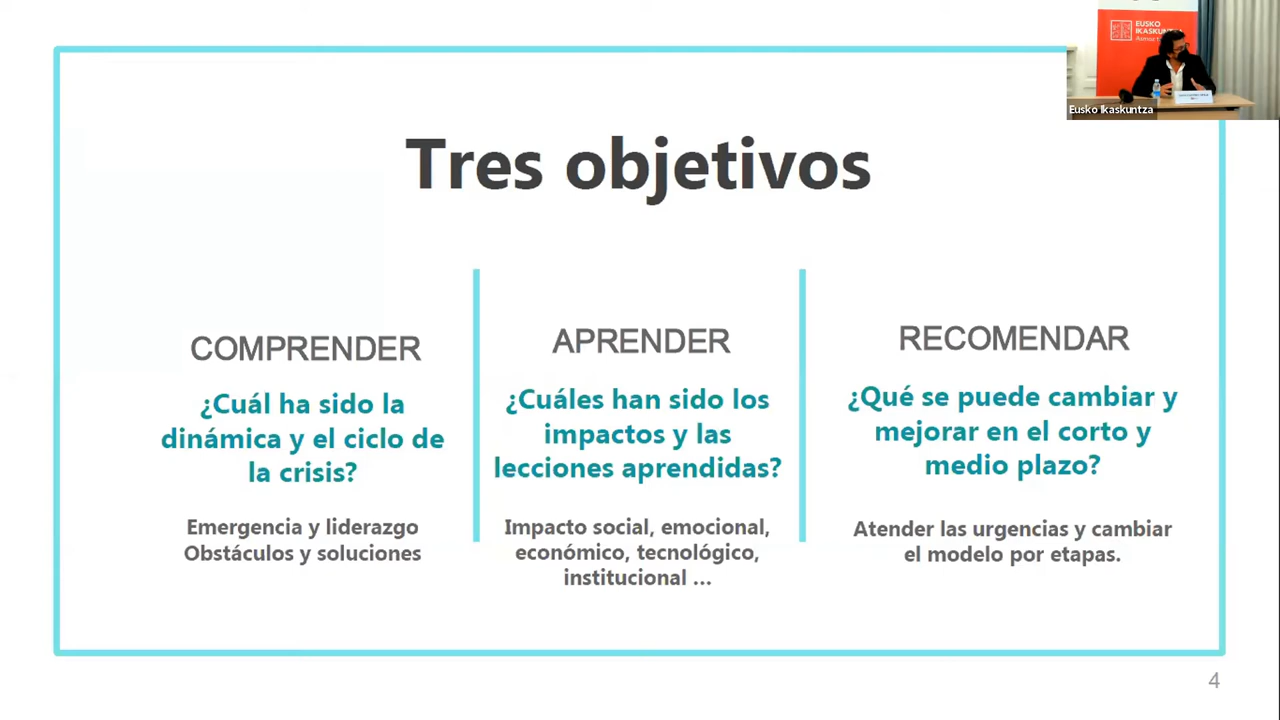 EUSKO
IKASKUNTZA
Eusko Ikaskuntza
Tres objetivos
COMPRENDER
¿Cuál ha sido la
dinámica y el ciclo de
la crisis?
Emergencia y liderazgo
Obstáculos y soluciones
APRENDER
¿Cuáles han sido los
impactos y las
lecciones aprendidas?
Impacto social, emocional,
económico, tecnológico,
institucional ...
RECOMENDAR
¿Qué se puede cambiar y
mejorar en el corto y
medio plazo?
Atender las urgencias y cambiar
el modelo por etapas.
4